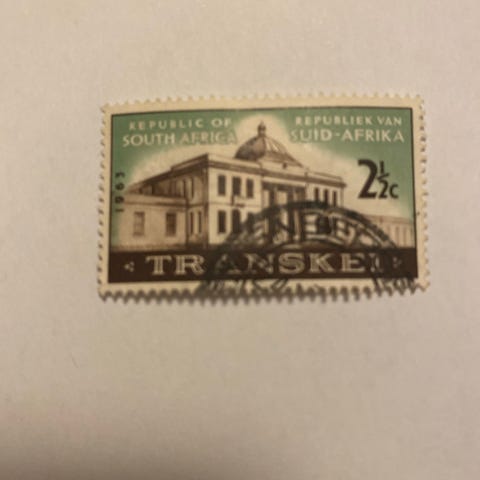 REPUBLIC OF
SOUTH AFRICA
REPUBLIEK VAN
SUID-AFRIKA
1963
2½c
TRANSKEI